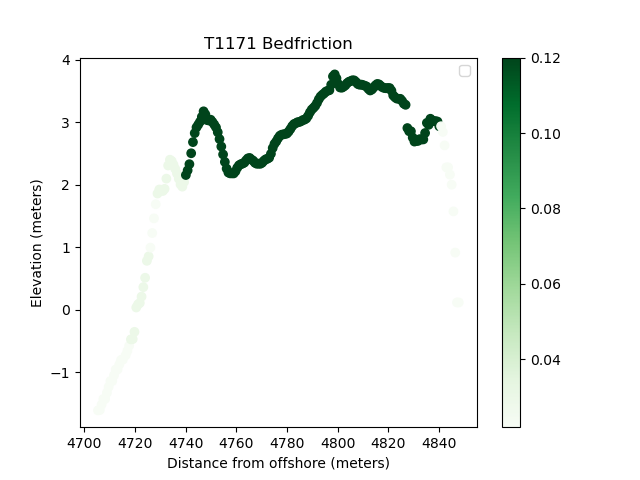 T1171 Bedfriction
4
3
2
1
0
−1
Elevation (meters)
4700 4720 4740 4760 4780 4800 4820 4840
Distance from offshore (meters)
0.12
0.10
0.08
0.06
0.04